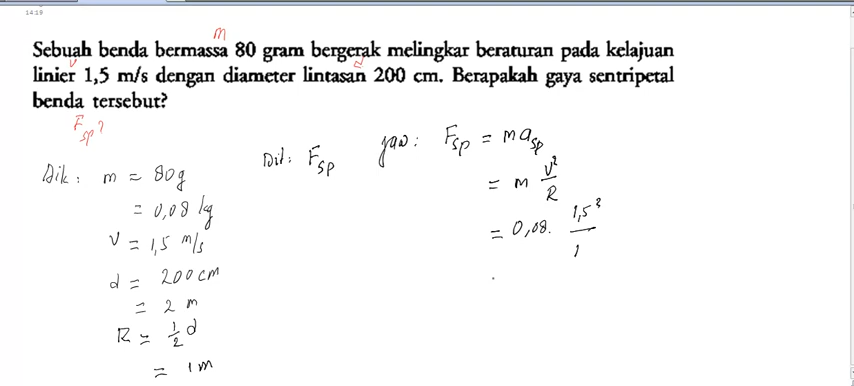 14:19
m
Sebuah benda bermassa 80 gram bergerak melingkar beraturan pada kelajuan
v d
linier 1,5 m/s dengan diameter lintasan 200 cm. Berapakah gaya sentripetal
benda tersebut?
Fsp?
Dik: m = 80g
= 0,08 kg
V = 1,5 m/s
d = 200 cm
= 2 m
R = 1/2 d
= 1 m
Dit: Fsp
Jaw: Fsp = m asp
= m V²/R
= 0,08. 1,5²/1